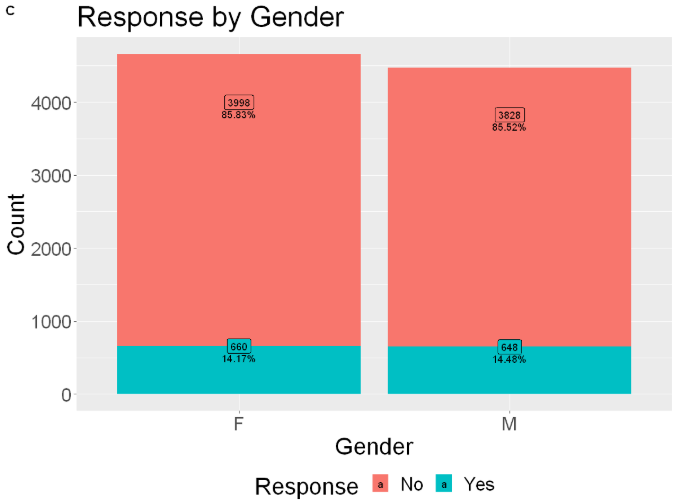 C
Response by Gender
Count
4000
3000
2000
1000
0
3998
85.83%
3828
85.52%
660
14.17%
648
14.48%
F M
Gender
Response a No a Yes